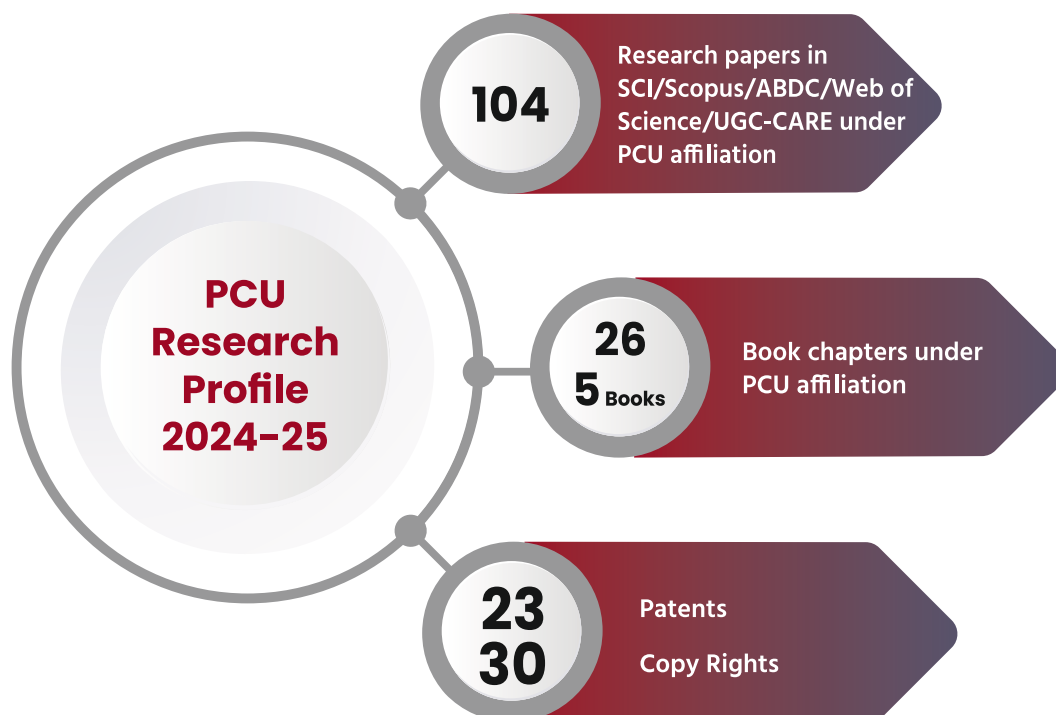 PCU
Research
Profile
2024-25
104
Research papers in
SCI/Scopus/ABDC/Web of
Science/UGC-CARE under
PCU affiliation
26
5 Books
Book chapters under
PCU affiliation
23
30
Patents
Copy Rights